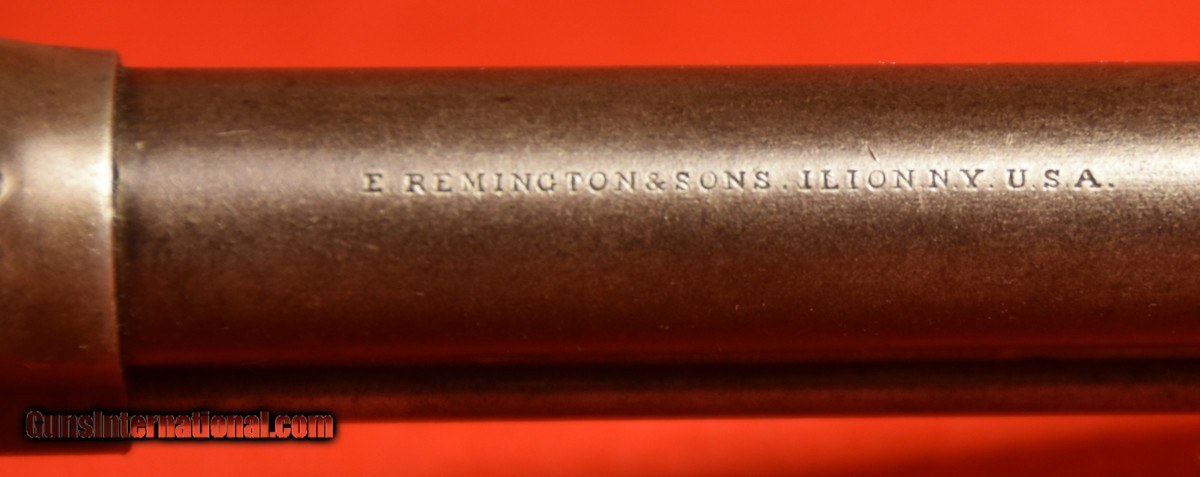 E REMINGTON & SONS. ILION N.Y. U.S.A.
GunsInternational.com